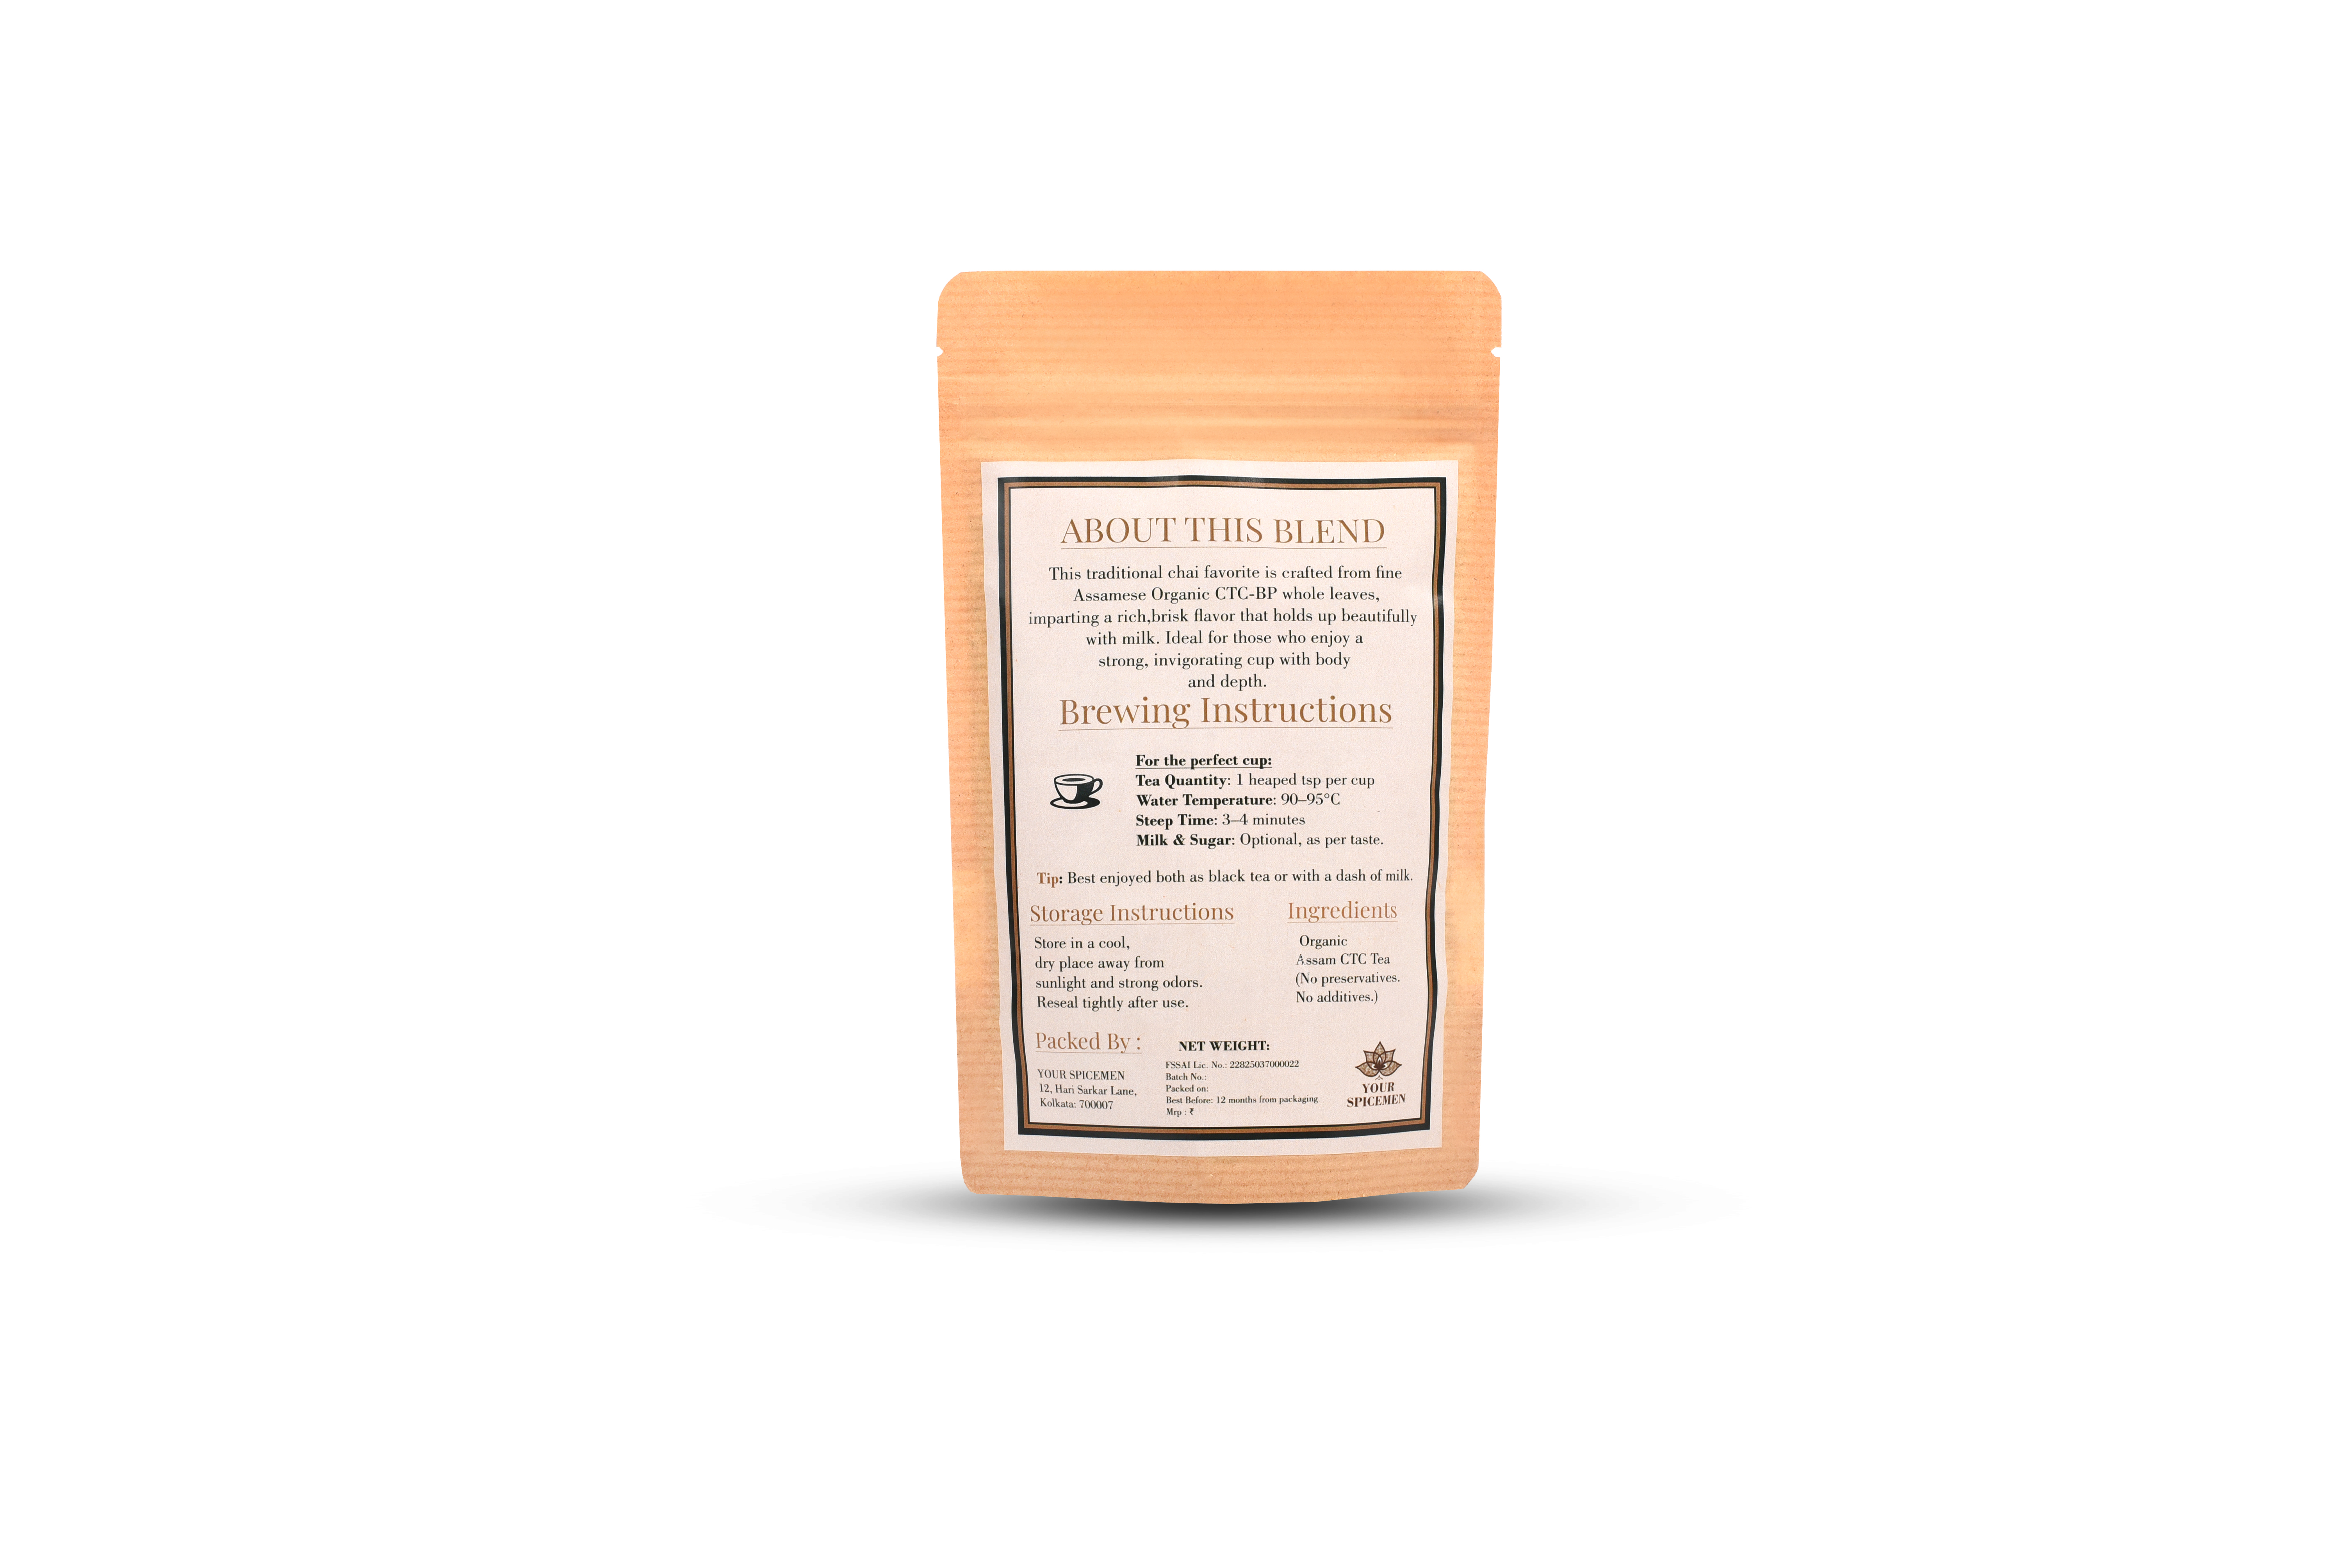 ABOUT THIS BLEND
This traditional chai favorite is crafted from fine
Assamese Organic CTC-BP whole leaves,
imparting a rich,brisk flavor that holds up beautifully
with milk. Ideal for those who enjoy a
strong, invigorating cup with body
and depth.
Brewing Instructions
For the perfect cup:
Tea Quantity: 1 heaped tsp per cup
Water Temperature: 90–95°C
Steep Time: 3–4 minutes
Milk & Sugar: Optional, as per taste.
Tip: Best enjoyed both as black tea or with a dash of milk.
Storage Instructions
Store in a cool,
dry place away from
sunlight and strong odors.
Reseal tightly after use.
Ingredients
Organic
Assam CTC Tea
(No preservatives.
No additives.)
Packed By :
YOUR SPICEMEN
12, Hari Sarkar Lane,
Kolkata: 700007
NET WEIGHT:
FSSAI Lic. No.: 22825037000022
Batch No.:
Packed on:
Best Before: 12 months from packaging
Mrp : ₹
YOUR
SPICEMEN